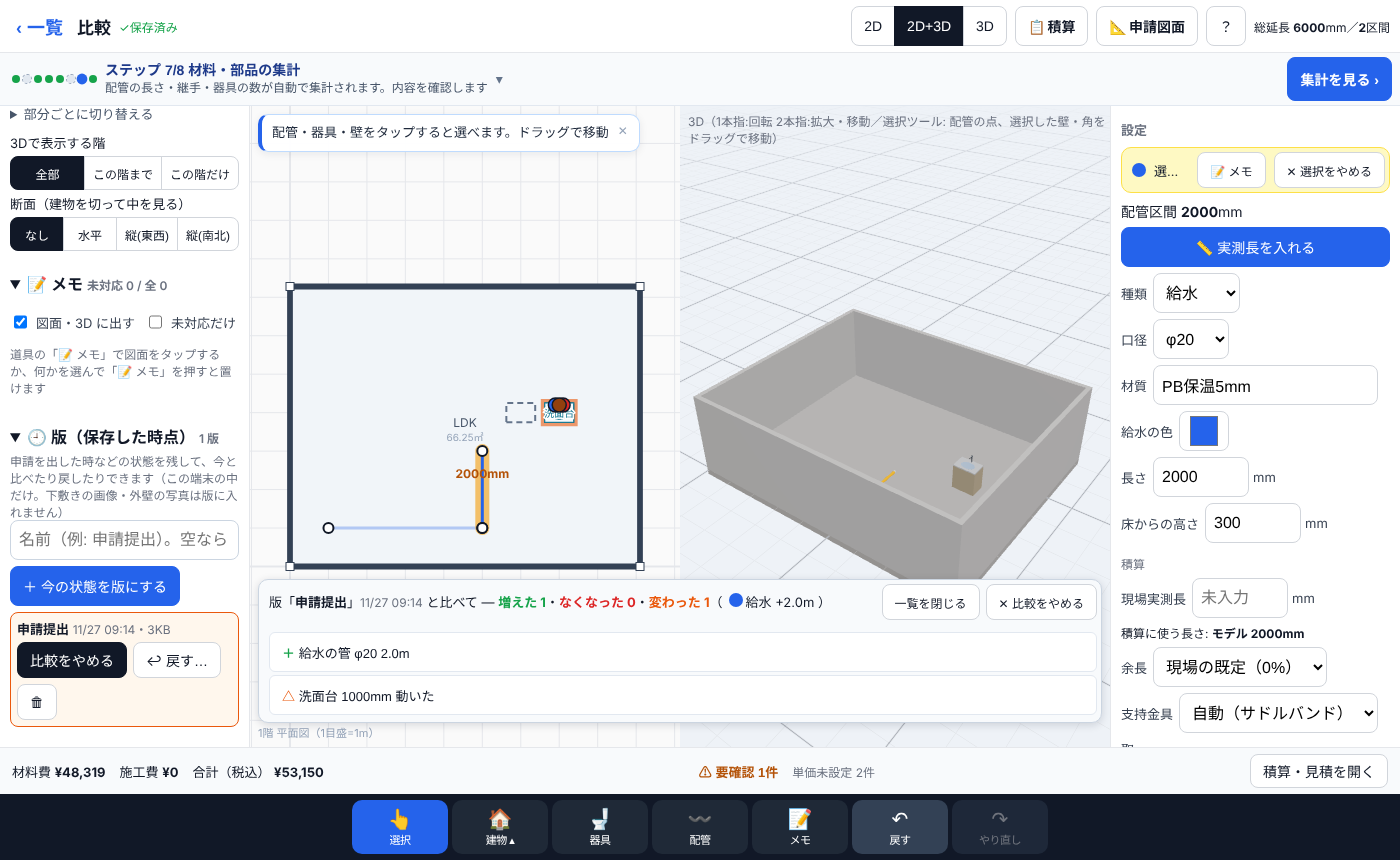 ‹ 一覧 比較 ✓保存済み 2D 2D+3D 3D 📋 積算 📐 申請図面 ? 総延長 6000mm／2区間
ステップ 7/8 材料・部品の集計
配管の長さ・継手・器具の数が自動で集計されます。内容を確認します ▼
集計を見る ›
▶ 部分ごとに切り替える
3Dで表示する階
全部 この階まで この階だけ
断面（建物を切って中を見る）
なし 水平 縦(東西) 縦(南北)
▼ 📝 メモ 未対応 0 / 全 0
図面・3D に出す 未対応だけ
道具の「📝 メモ」で図面をタップする
か、何かを選んで「📝 メモ」を押すと置
けます
▼ 🕘 版（保存した時点） 1 版
申請を出した時などの状態を残して、今と
比べたり戻したりできます（この端末の中
だけ。下敷きの画像・外壁の写真は版に入
れません）
名前（例: 申請提出）。空なら
＋ 今の状態を版にする
申請提出 11/27 09:14・3KB
比較をやめる ↩ 戻す…
🗑
配管・器具・壁をタップすると選べます。ドラッグで移動 ×
LDK
66.25㎡
洗面台
2000mm
3D（1本指:回転 2本指:拡大・移動／選択ツール: 配管の点、選択した壁・角を
ドラッグで移動）
版「申請提出」11/27 09:14 と比べて — 増えた 1・なくなった 0・変わった 1（ 給水 +2.0m ） 一覧を閉じる ✕ 比較をやめる
＋ 給水の管 φ20 2.0m
△ 洗面台 1000mm 動いた
1階 平面図（1目盛=1m）
設定
選... 📝 メモ ✕ 選択をやめる
配管区間 2000mm
📏 実測長を入れる
種類 給水
口径 φ20
材質 PB保温5mm
給水の色
長さ 2000 mm
床からの高さ 300 mm
積算
現場実測長 未入力 mm
積算に使う長さ: モデル 2000mm
余長 現場の既定（0%）
支持金具 自動（サドルバンド）
材料費 ¥48,319 施工費 ¥0 合計（税込） ¥53,150 ⚠ 要確認 1件 単価未設定 2件 積算・見積を開く
👆 🏠 🚽 〰️ 📝 ↶ ↷
選択 建物▲ 器具 配管 メモ 戻す やり直し